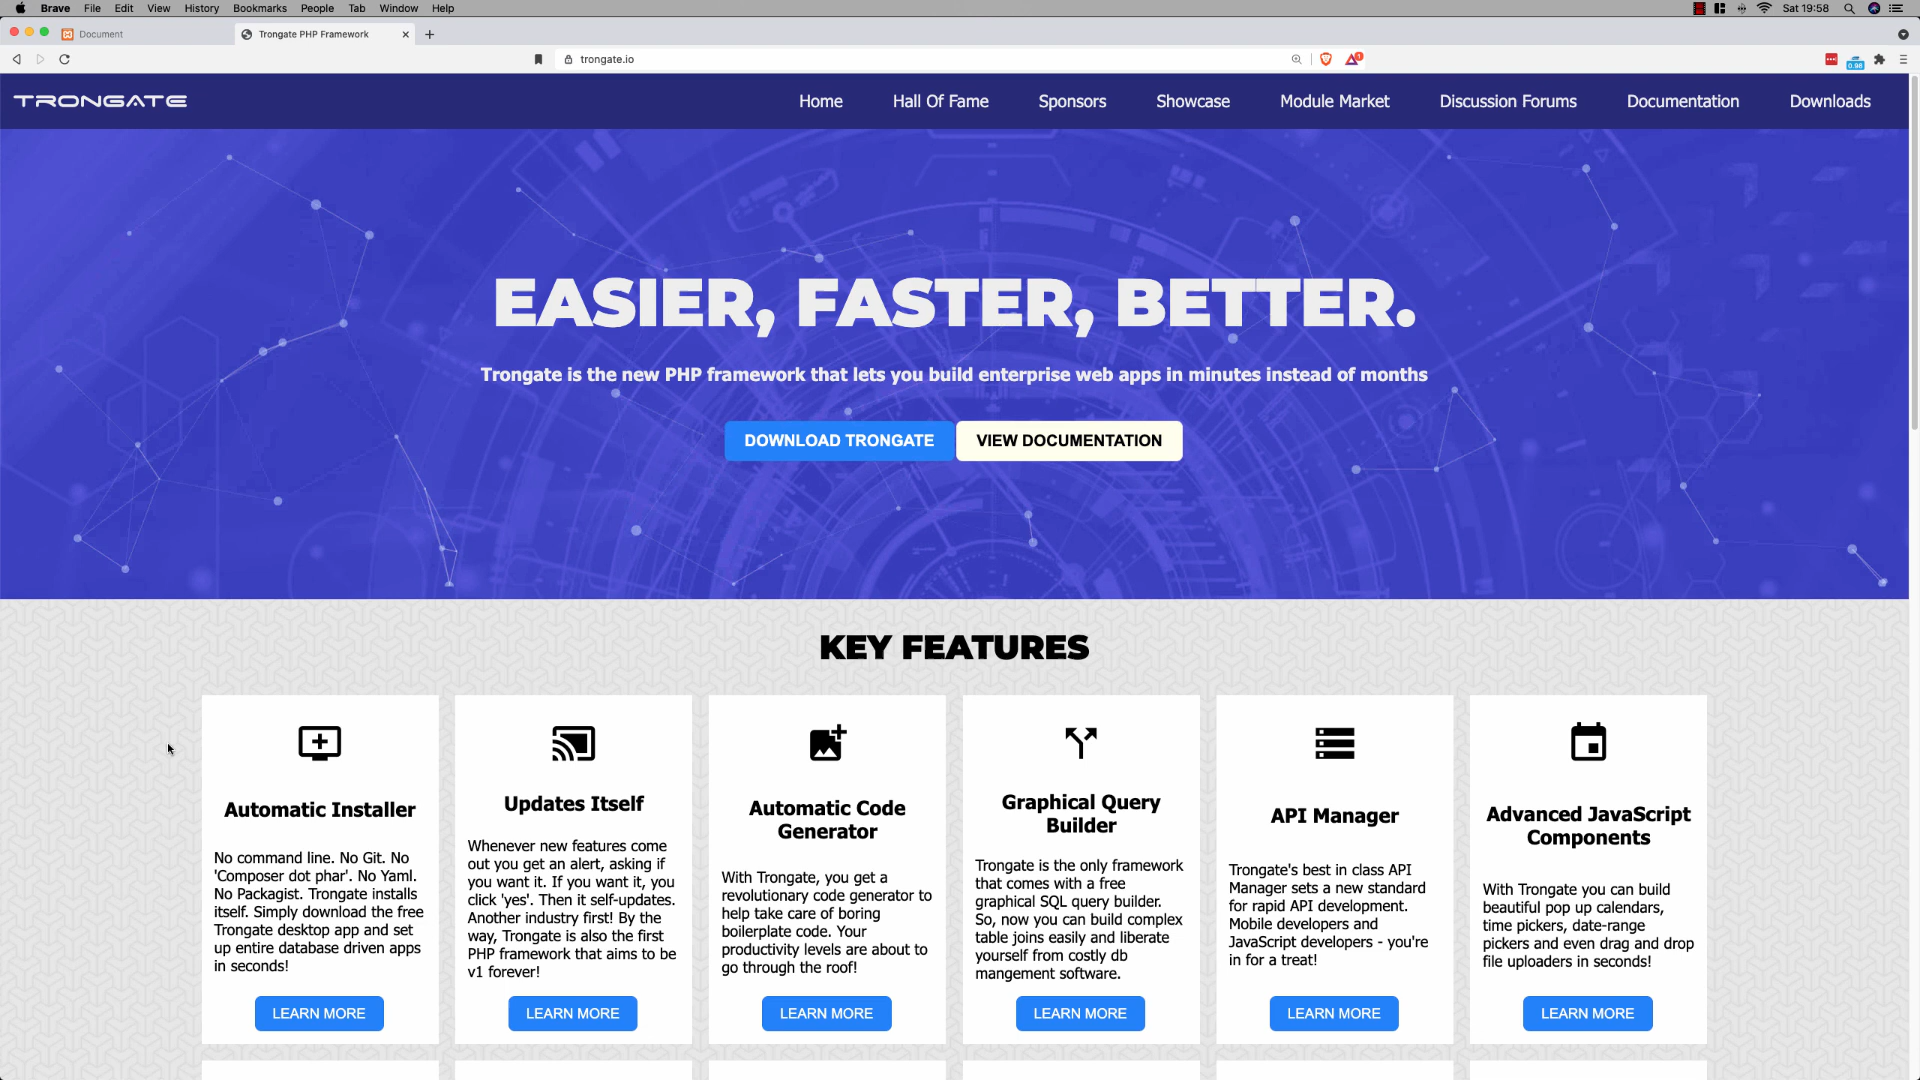 Brave File Edit View History Bookmarks People Tab Window Help
Sat 19:58
Document
Trongate PHP Framework
trongate.io
1
0.98
TRONGATE
Home Hall Of Fame Sponsors Showcase Module Market Discussion Forums Documentation Downloads
EASIER, FASTER, BETTER.
Trongate is the new PHP framework that lets you build enterprise web apps in minutes instead of months
DOWNLOAD TRONGATE
VIEW DOCUMENTATION
KEY FEATURES
Automatic Installer
No command line. No Git. No
'Composer dot phar'. No Yaml.
No Packagist. Trongate installs
itself. Simply download the free
Trongate desktop app and set
up entire database driven apps
in seconds!
LEARN MORE
Updates Itself
Whenever new features come
out you get an alert, asking if
you want it. If you want it, you
click 'yes'. Then it self-updates.
Another industry first! By the
way, Trongate is also the first
PHP framework that aims to be
v1 forever!
LEARN MORE
Automatic Code
Generator
With Trongate, you get a
revolutionary code generator to
help take care of boring
boilerplate code. Your
productivity levels are about to
go through the roof!
LEARN MORE
Graphical Query
Builder
Trongate is the only framework
that comes with a free
graphical SQL query builder.
So, now you can build complex
table joins easily and liberate
yourself from costly db
mangement software.
LEARN MORE
API Manager
Trongate's best in class API
Manager sets a new standard
for rapid API development.
Mobile developers and
JavaScript developers - you're
in for a treat!
LEARN MORE
Advanced JavaScript
Components
With Trongate you can build
beautiful pop up calendars,
time pickers, date-range
pickers and even drag and drop
file uploaders in seconds!
LEARN MORE